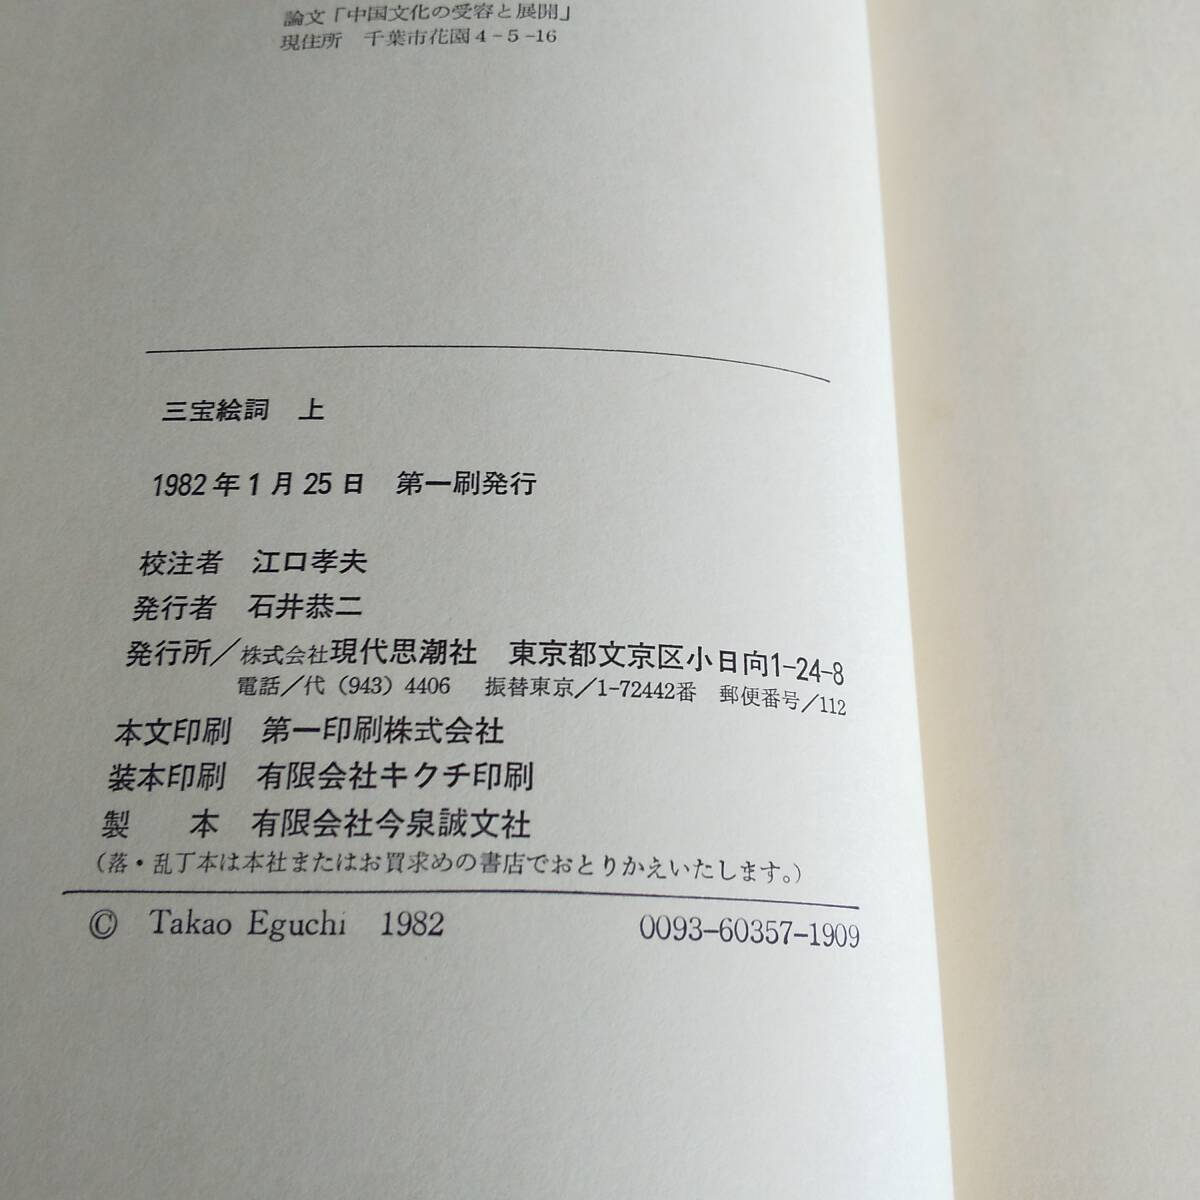 論文「中国文化の受容と展開」
現住所　千葉市花園4-5-16
三宝絵詞　上
1982年1月25日　第一刷発行
校注者　江口孝夫
発行者　石井恭二
発行所／株式会社現代思潮社　東京都文京区小日向1-24-8
電話／代（943）4406　振替東京／1-72442番　郵便番号／112
本文印刷　第一印刷株式会社
装本印刷　有限会社キクチ印刷
製　　本　有限会社今泉誠文社
（落・乱丁本は本社またはお買求めの書店でおとりかえいたします。）
© Takao Eguchi 1982　0093-60357-1909